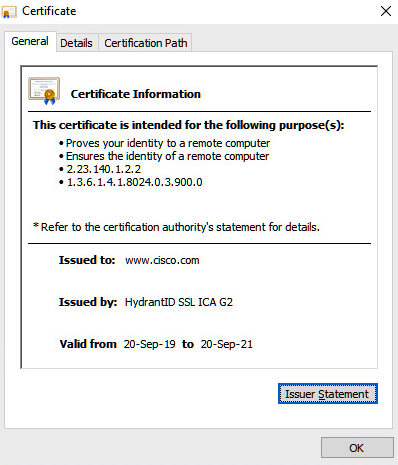 Certificate
General
Details
Certification Path
Certificate Information
This certificate is intended for the following purpose(s):
• Proves your identity to a remote computer
• Ensures the identity of a remote computer
• 2.23.140.1.2.2
• 1.3.6.1.4.1.8024.0.3.900.0
* Refer to the certification authority's statement for details.
Issued to: www.cisco.com
Issued by: HydrantID SSL ICA G2
Valid from 20-Sep-19 to 20-Sep-21
Issuer Statement
OK